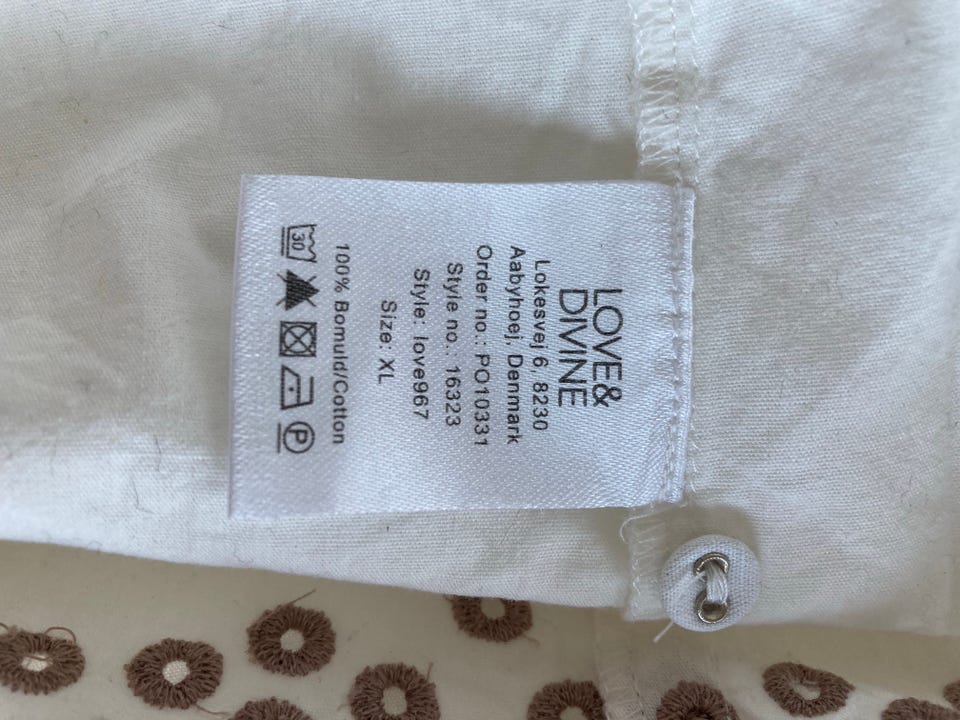 LOVE&
DIVINE
Lokesvej 6 8230
Aabyhoej, Denmark
Order no.: PO10331
Style no.: 16323
Style: love967
Size: XL
100% Bomuld/Cotton
30 P